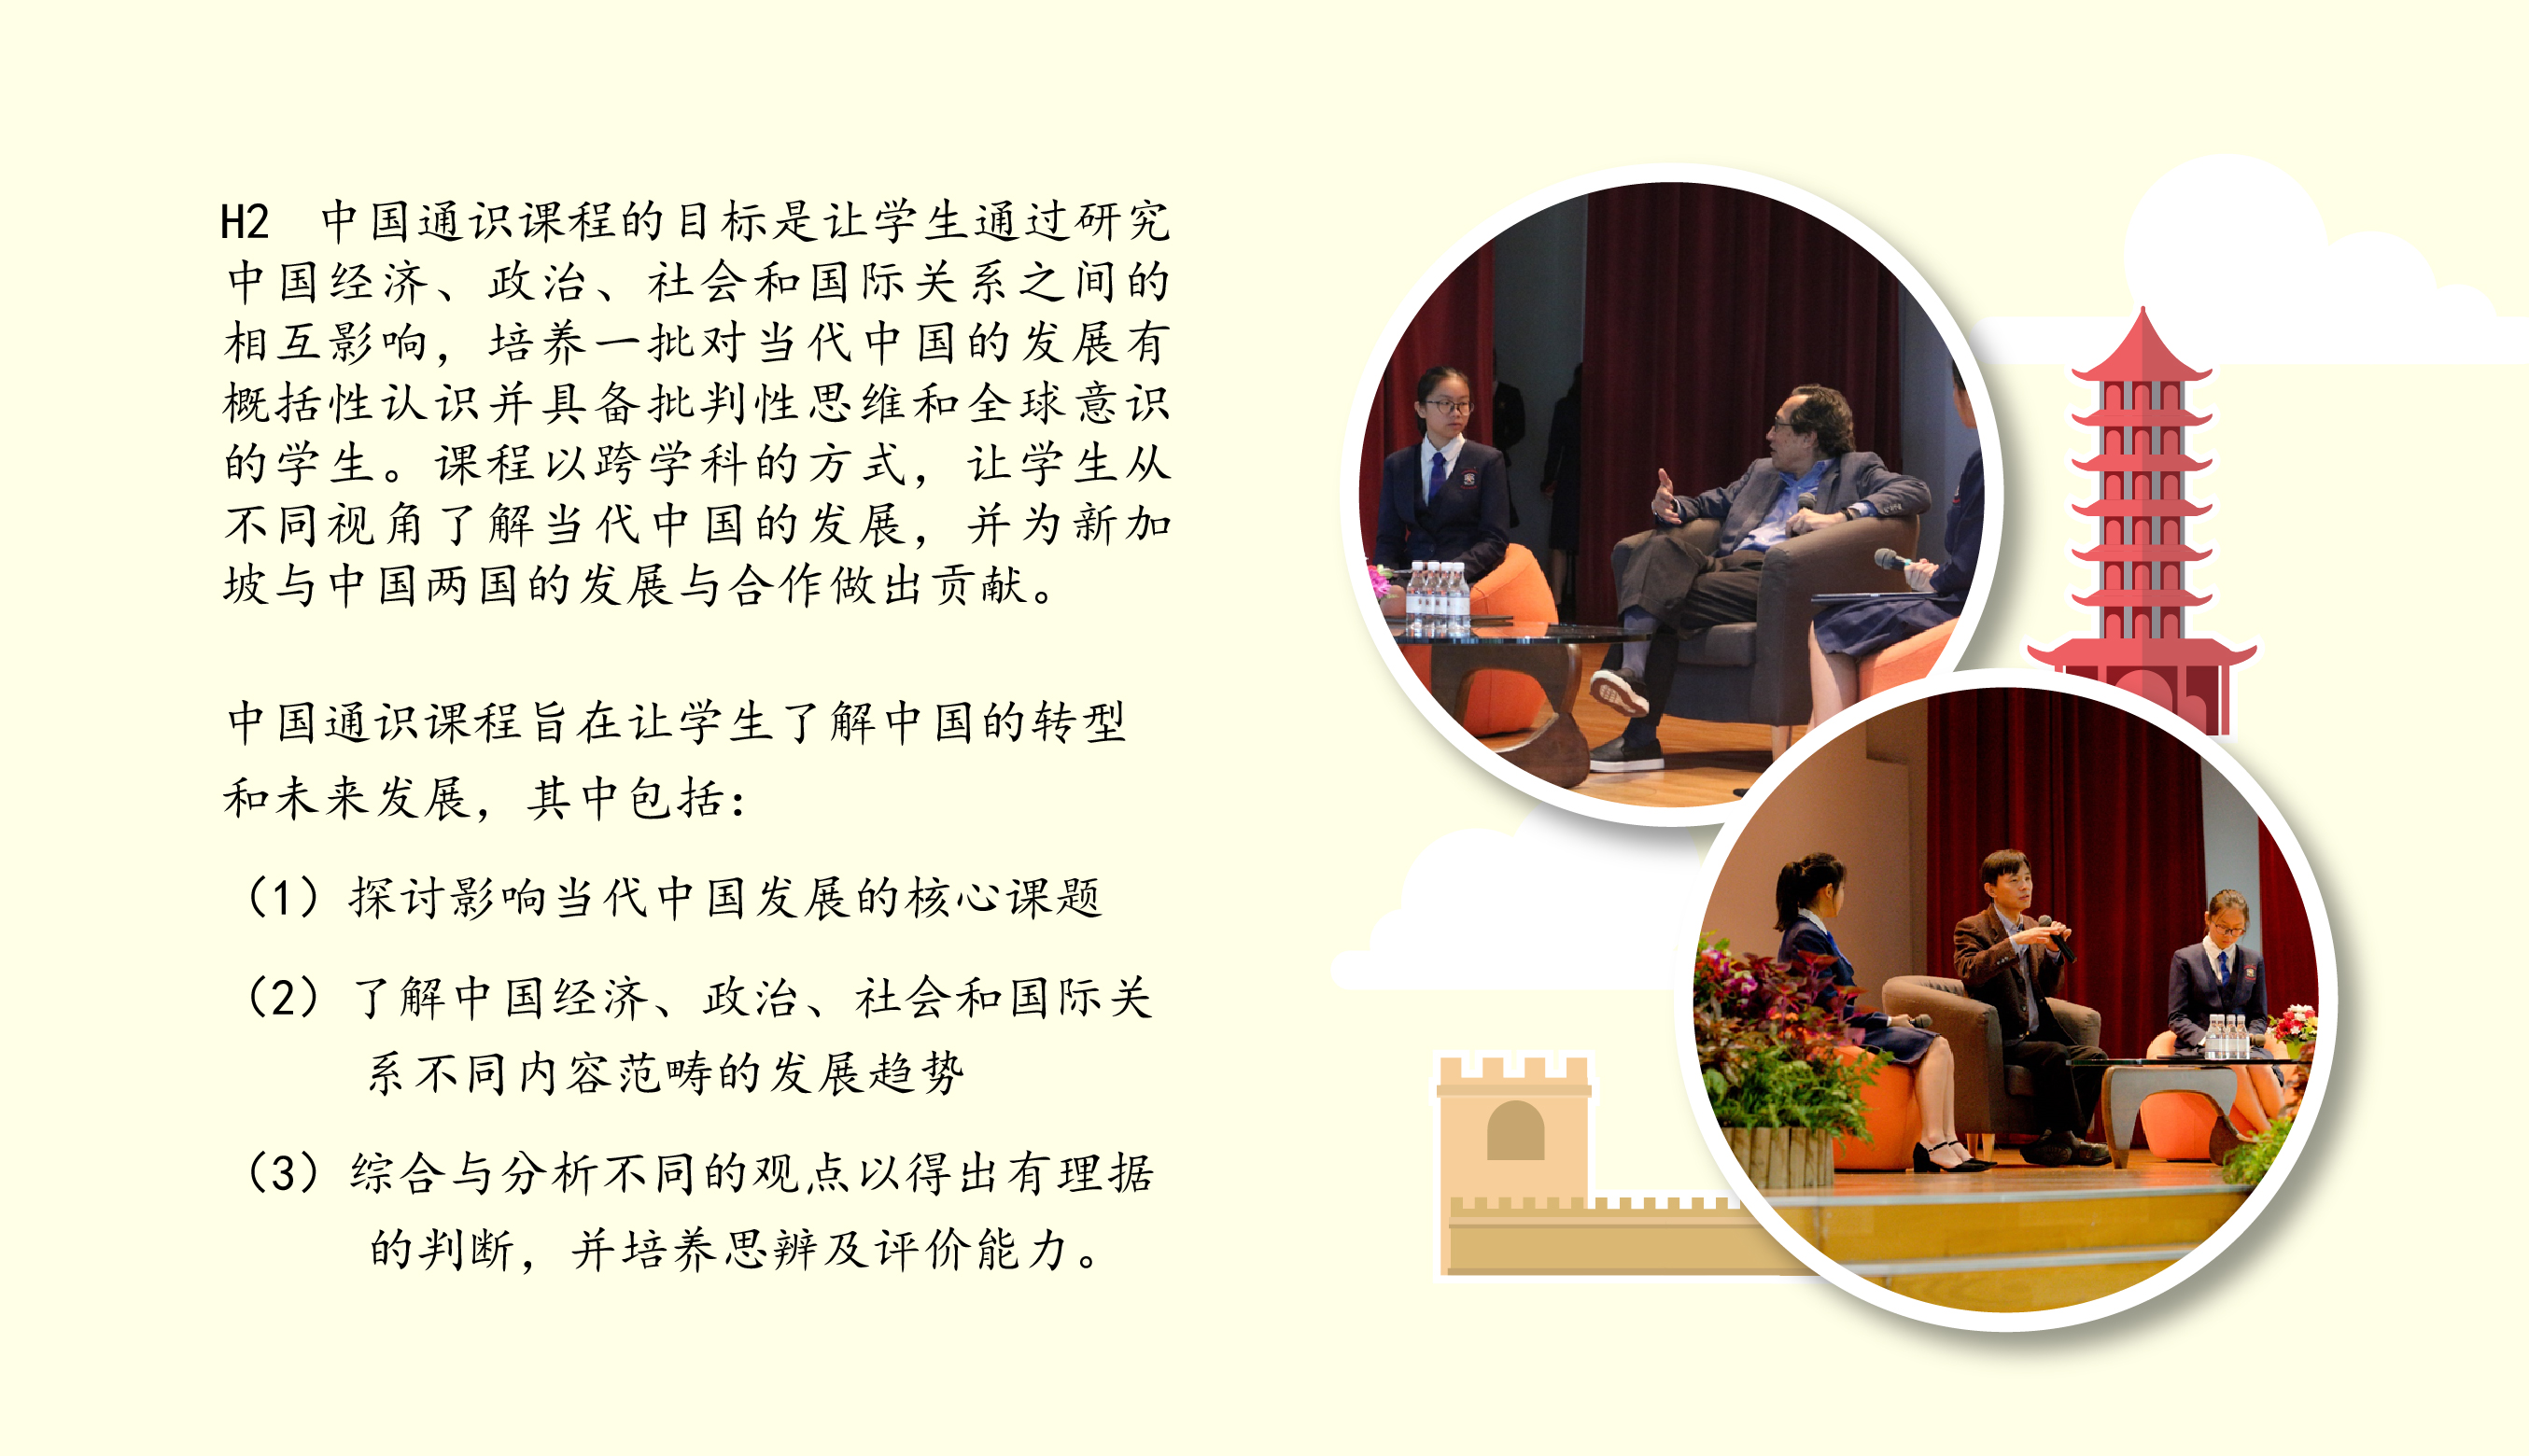 H2 中国通识课程的目标是让学生通过研究
中国经济、政治、社会和国际关系之间的
相互影响，培养一批对当代中国的发展有
概括性认识并具备批判性思维和全球意识
的学生。课程以跨学科的方式，让学生从
不同视角了解当代中国的发展，并为新加
坡与中国两国的发展与合作做出贡献。
中国通识课程旨在让学生了解中国的转型
和未来发展，其中包括：
（1）探讨影响当代中国发展的核心课题
（2）了解中国经济、政治、社会和国际关
系不同内容范畴的发展趋势
（3）综合与分析不同的观点以得出有理据
的判断，并培养思辨及评价能力。